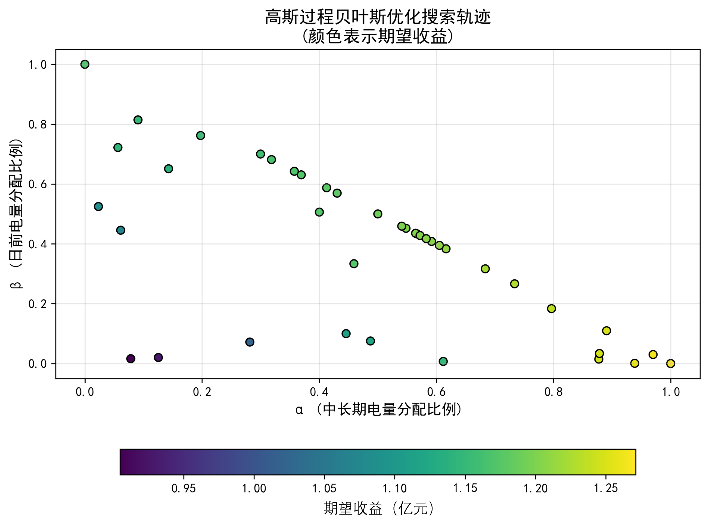 高斯过程贝叶斯优化搜索轨迹
(颜色表示期望收益)
1.0
0.8
0.6
0.4
0.2
0.0
β (日前电量分配比例)
0.0 0.2 0.4 0.6 0.8 1.0
α (中长期电量分配比例)
0.95 1.00 1.05 1.10 1.15 1.20 1.25
期望收益 (亿元)